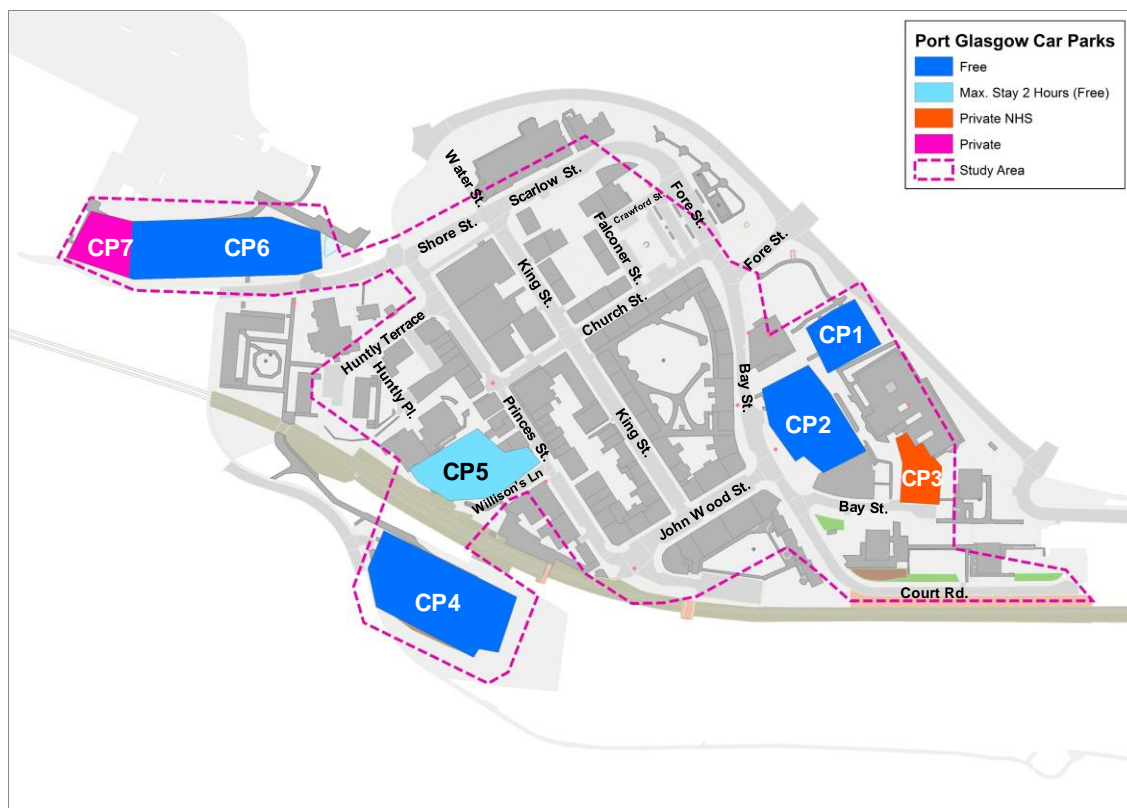 Port Glasgow Car Parks
Free
Max. Stay 2 Hours (Free)
Private NHS
Private
Study Area
Water St.
Scarlow St.
Shore St.
Fore St.
Crawford St.
Falconer St.
King St.
Fore St.
Church St.
CP7
CP6
Huntly Terrace
Huntly Pl.
Princes St.
King St.
Bay St.
CP1
CP2
CP3
CP5
Willison's Ln
John Wood St.
Bay St.
CP4
Court Rd.